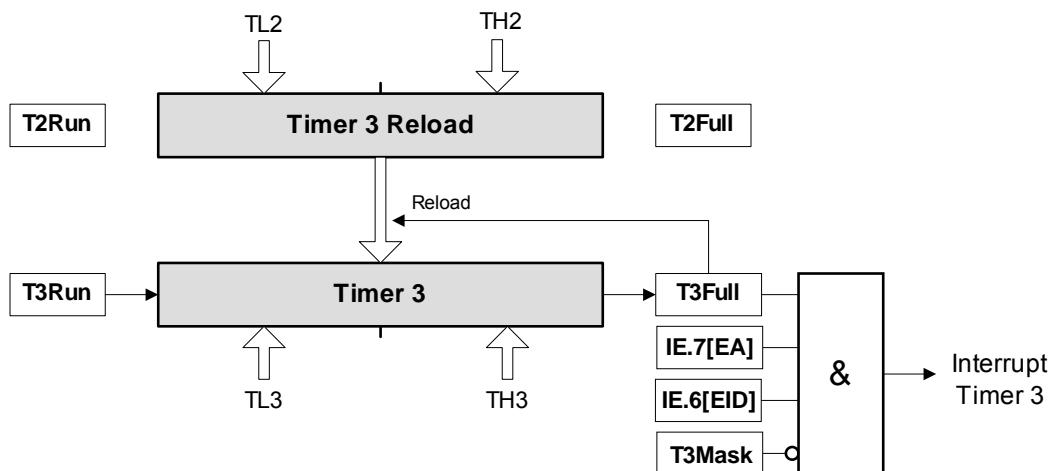 TL2
TH2
T2Run
Timer 3 Reload
T2Full
Reload
T3Run
Timer 3
T3Full
IE.7[EA]
IE.6[EID]
T3Mask
&
Interrupt
Timer 3
TL3
TH3